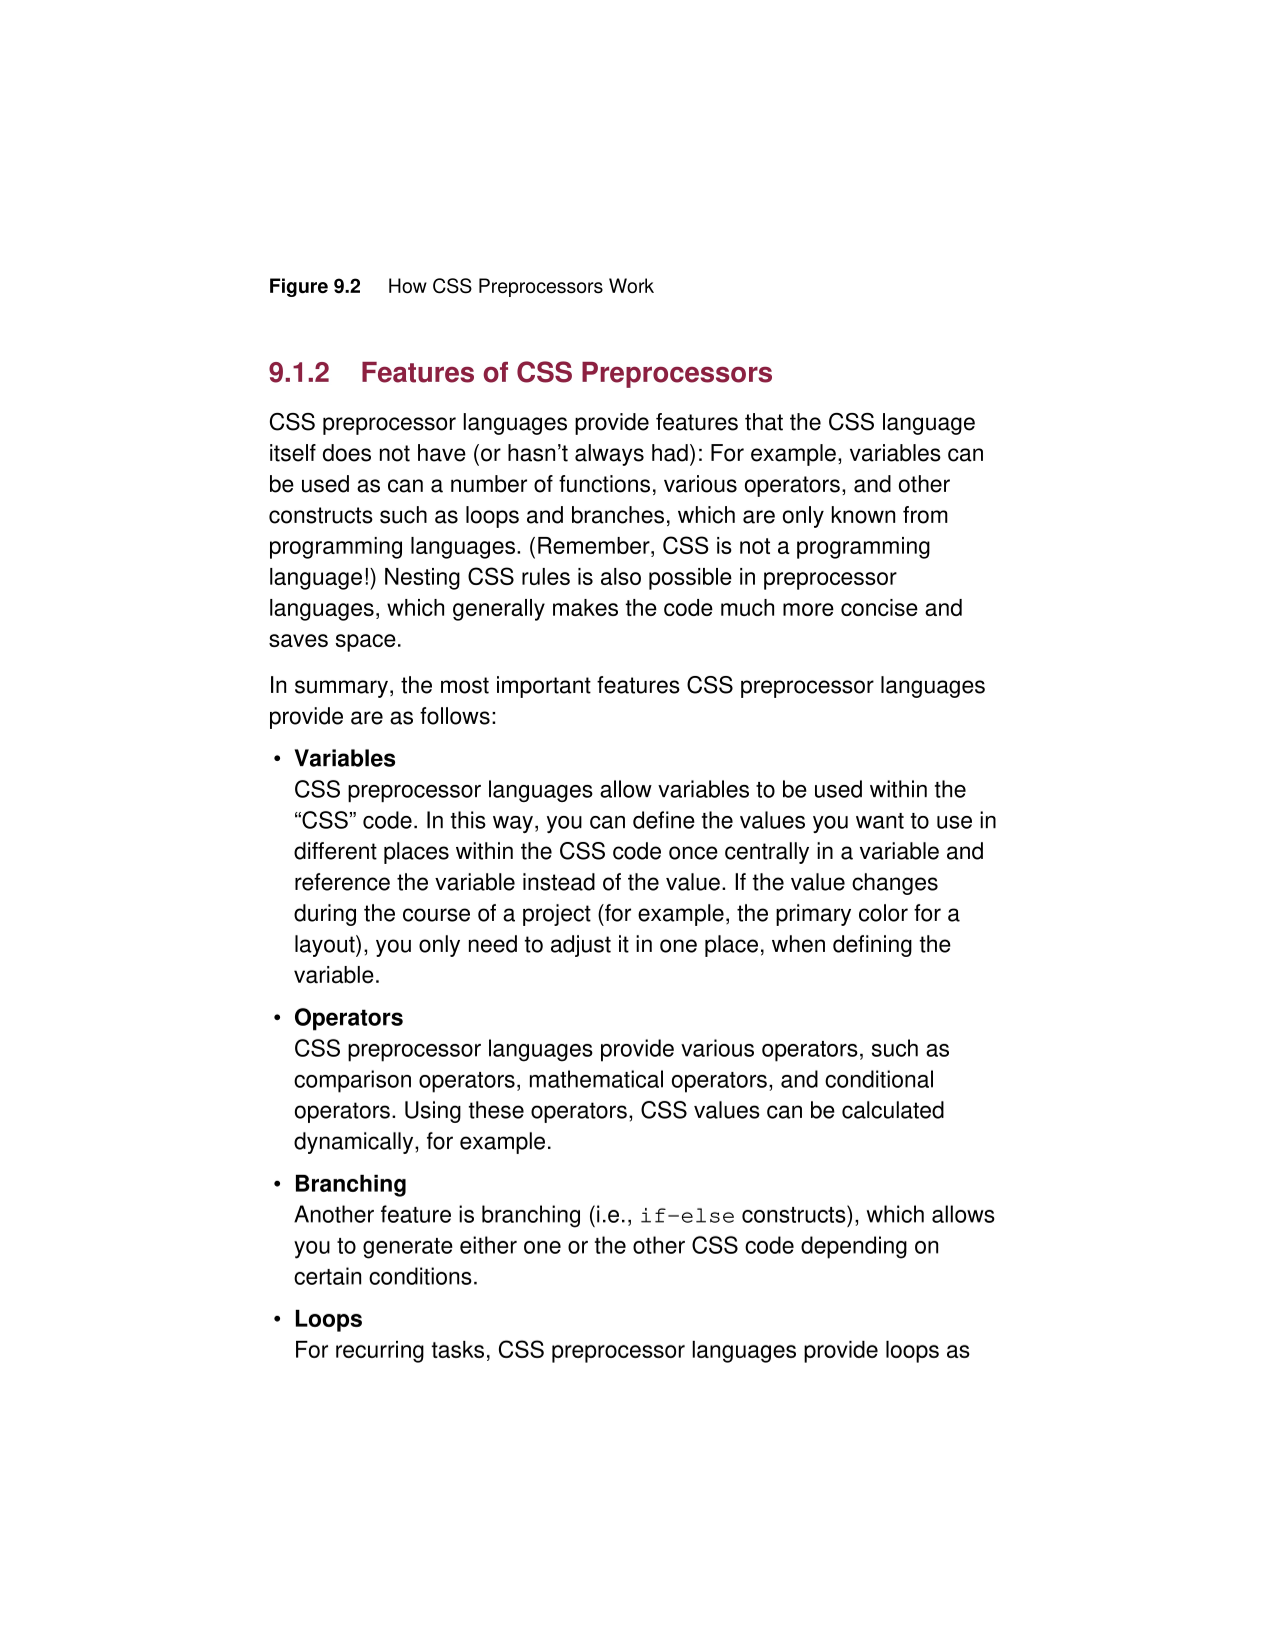 Figure 9.2 How CSS Preprocessors Work
9.1.2 Features of CSS Preprocessors
CSS preprocessor languages provide features that the CSS language
itself does not have (or hasn’t always had): For example, variables can
be used as can a number of functions, various operators, and other
constructs such as loops and branches, which are only known from
programming languages. (Remember, CSS is not a programming
language!) Nesting CSS rules is also possible in preprocessor
languages, which generally makes the code much more concise and
saves space.
In summary, the most important features CSS preprocessor languages
provide are as follows:
• Variables
CSS preprocessor languages allow variables to be used within the
“CSS” code. In this way, you can define the values you want to use in
different places within the CSS code once centrally in a variable and
reference the variable instead of the value. If the value changes
during the course of a project (for example, the primary color for a
layout), you only need to adjust it in one place, when defining the
variable.
• Operators
CSS preprocessor languages provide various operators, such as
comparison operators, mathematical operators, and conditional
operators. Using these operators, CSS values can be calculated
dynamically, for example.
• Branching
Another feature is branching (i.e., if-else constructs), which allows
you to generate either one or the other CSS code depending on
certain conditions.
• Loops
For recurring tasks, CSS preprocessor languages provide loops as